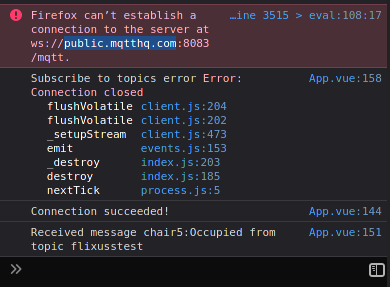 Firefox can’t establish a …ine 3515 > eval:108:17
connection to the server at
ws://public.mqtthq.com:8083
/mqtt.
Subscribe to topics error Error: App.vue:158
Connection closed
flushVolatile client.js:204
flushVolatile client.js:202
_setupStream client.js:473
emit events.js:153
_destroy index.js:203
destroy index.js:185
nextTick process.js:5
Connection succeeded! App.vue:144
Received message chair5:Occupied from App.vue:151
topic flixusstest